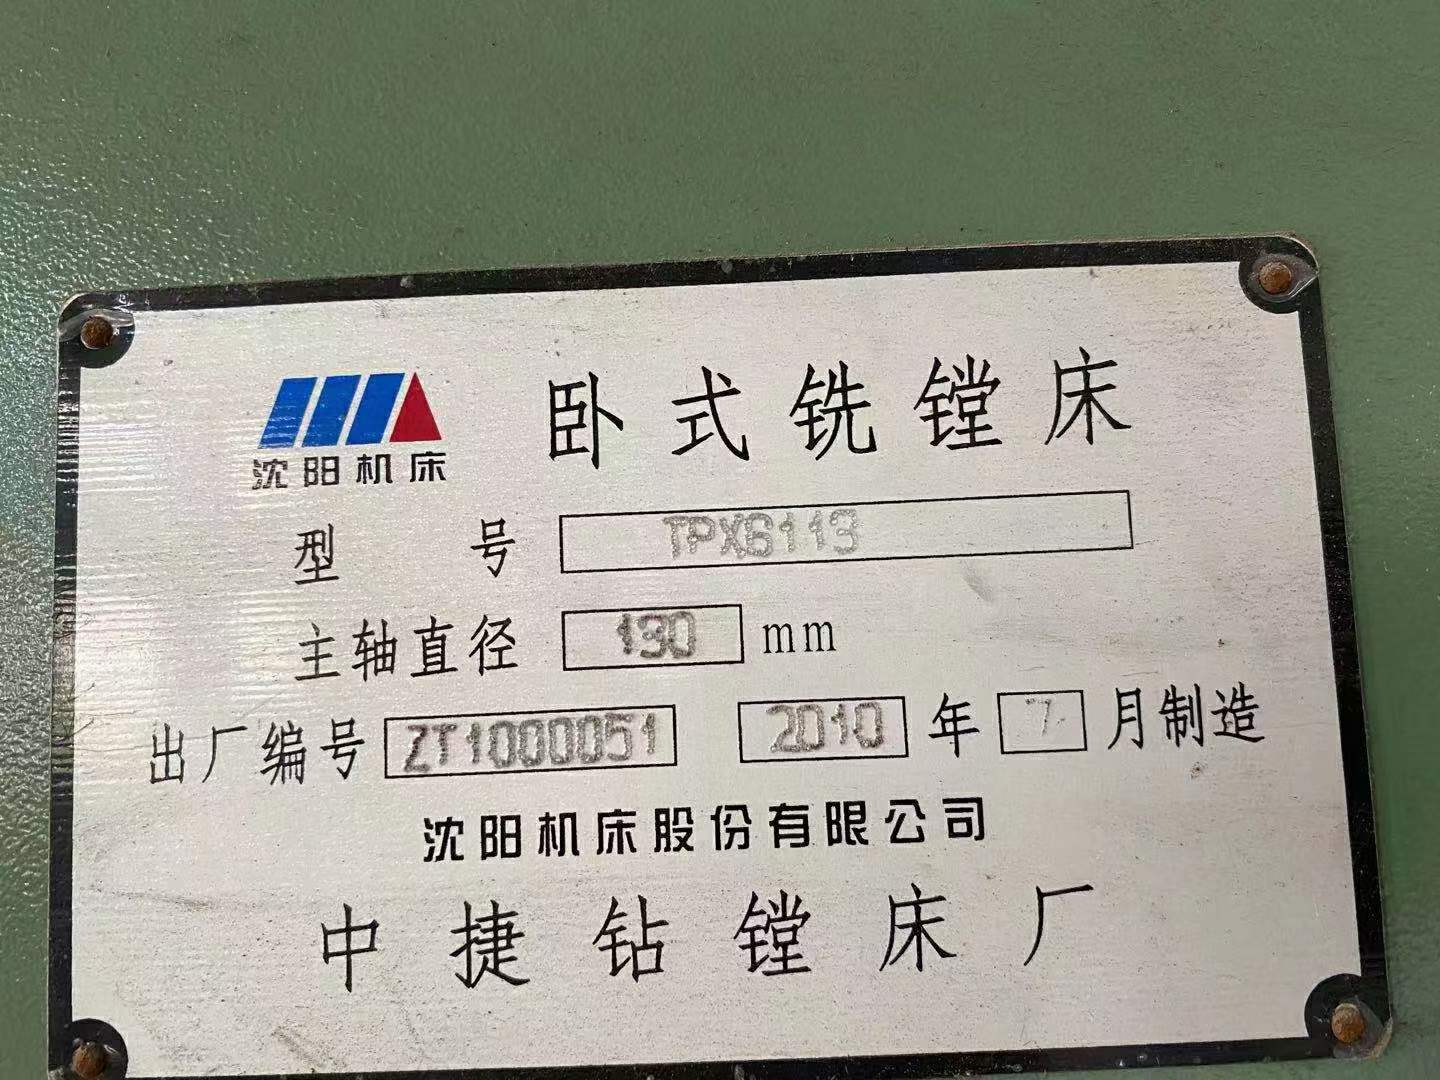 卧式铣镗床
沈阳机床
型号 TPX6113
主轴直径 130 mm
出厂编号 ZT1000051 2010 年 7 月制造
沈阳机床股份有限公司
中捷钻镗床厂